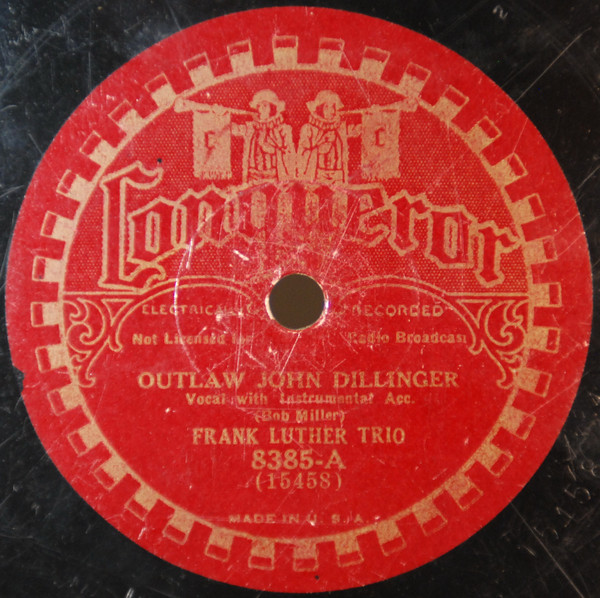 C C
Conqueror
ELECTRICALLY RECORDED
Not Licensed for Radio Broadcast
OUTLAW JOHN DILLINGER
Vocal with Instrumental Acc.
(Bob Miller)
FRANK LUTHER TRIO
8385-A
(15458)
MADE IN U. S. A.